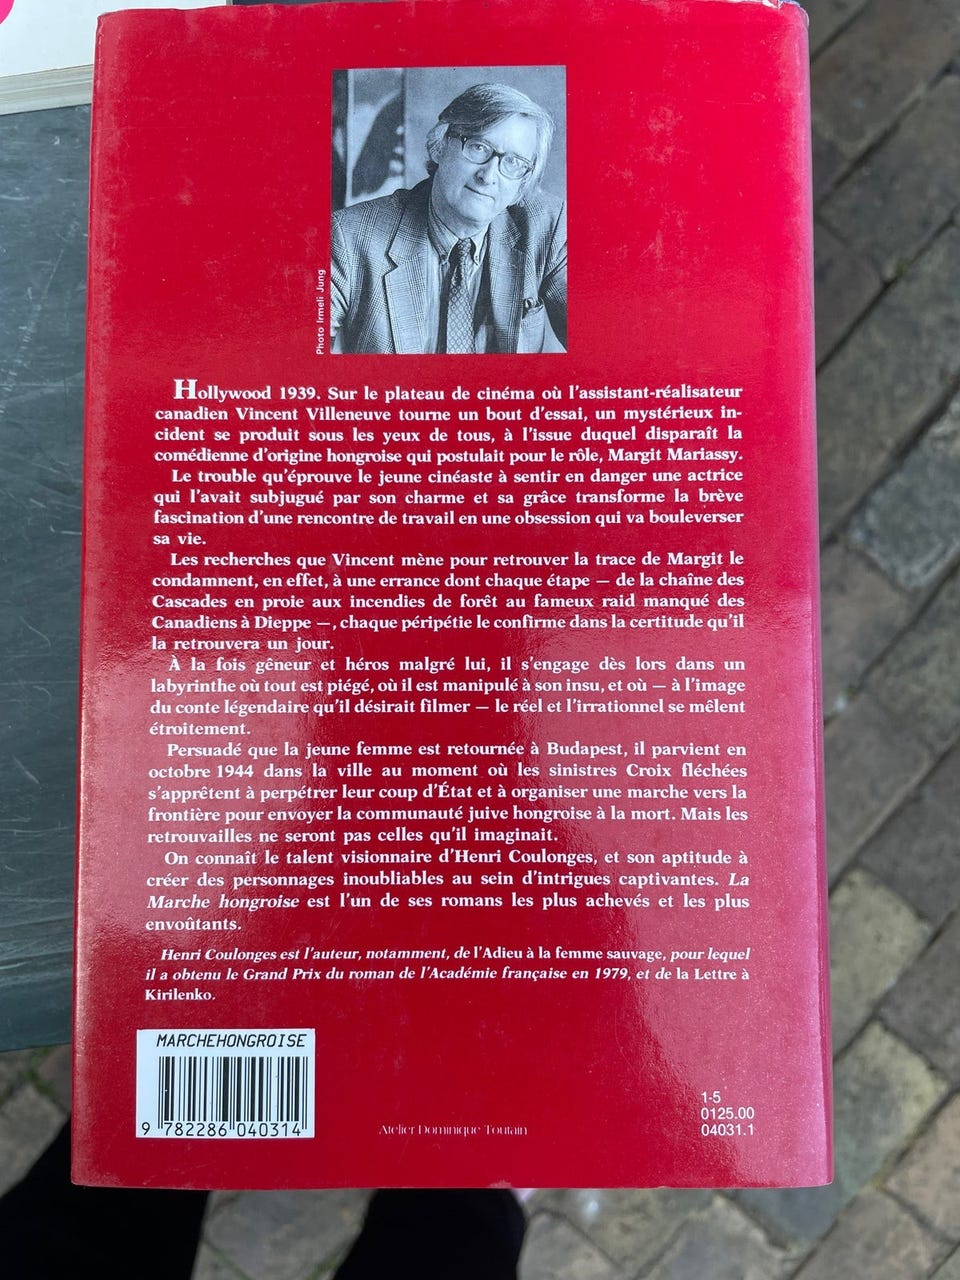 Photo Irmeli Jung
Hollywood 1939. Sur le plateau de cinéma où l'assistant-réalisateur
canadien Vincent Villeneuve tourne un bout d'essai, un mystérieux in-
cident se produit sous les yeux de tous, à l'issue duquel disparaît la
comédienne d'origine hongroise qui postulait pour le rôle, Margit Mariassy.
Le trouble qu'éprouve le jeune cinéaste à sentir en danger une actrice
qui l'avait subjugué par son charme et sa grâce transforme la brève
fascination d'une rencontre de travail en une obsession qui va bouleverser
sa vie.
Les recherches que Vincent mène pour retrouver la trace de Margit le
condamnent, en effet, à une errance dont chaque étape — de la chaîne des
Cascades en proie aux incendies de forêt au fameux raid manqué des
Canadiens à Dieppe —, chaque péripétie le confirme dans la certitude qu'il
la retrouvera un jour.
À la fois gêneur et héros malgré lui, il s'engage dès lors dans un
labyrinthe où tout est piégé, où il est manipulé à son insu, et où — à l'image
du conte légendaire qu'il désirait filmer — le réel et l'irrationnel se mêlent
étroitement.
Persuadé que la jeune femme est retournée à Budapest, il parvient en
octobre 1944 dans la ville au moment où les sinistres Croix fléchées
s'apprêtent à perpétrer leur coup d'État et à organiser une marche vers la
frontière pour envoyer la communauté juive hongroise à la mort. Mais les
retrouvailles ne seront pas celles qu'il imaginait.
On connaît le talent visionnaire d'Henri Coulonges, et son aptitude à
créer des personnages inoubliables au sein d'intrigues captivantes. La
Marche hongroise est l'un de ses romans les plus achevés et les plus
envoûtants.
Henri Coulonges est l'auteur, notamment, de l'Adieu à la femme sauvage, pour lequel
il a obtenu le Grand Prix du roman de l'Académie française en 1979, et de la Lettre à
Kirilenko.
MARCHEHONGROISE
9 782286 040314
Atelier Dominique Toutain
1-5
0125.00
04031.1